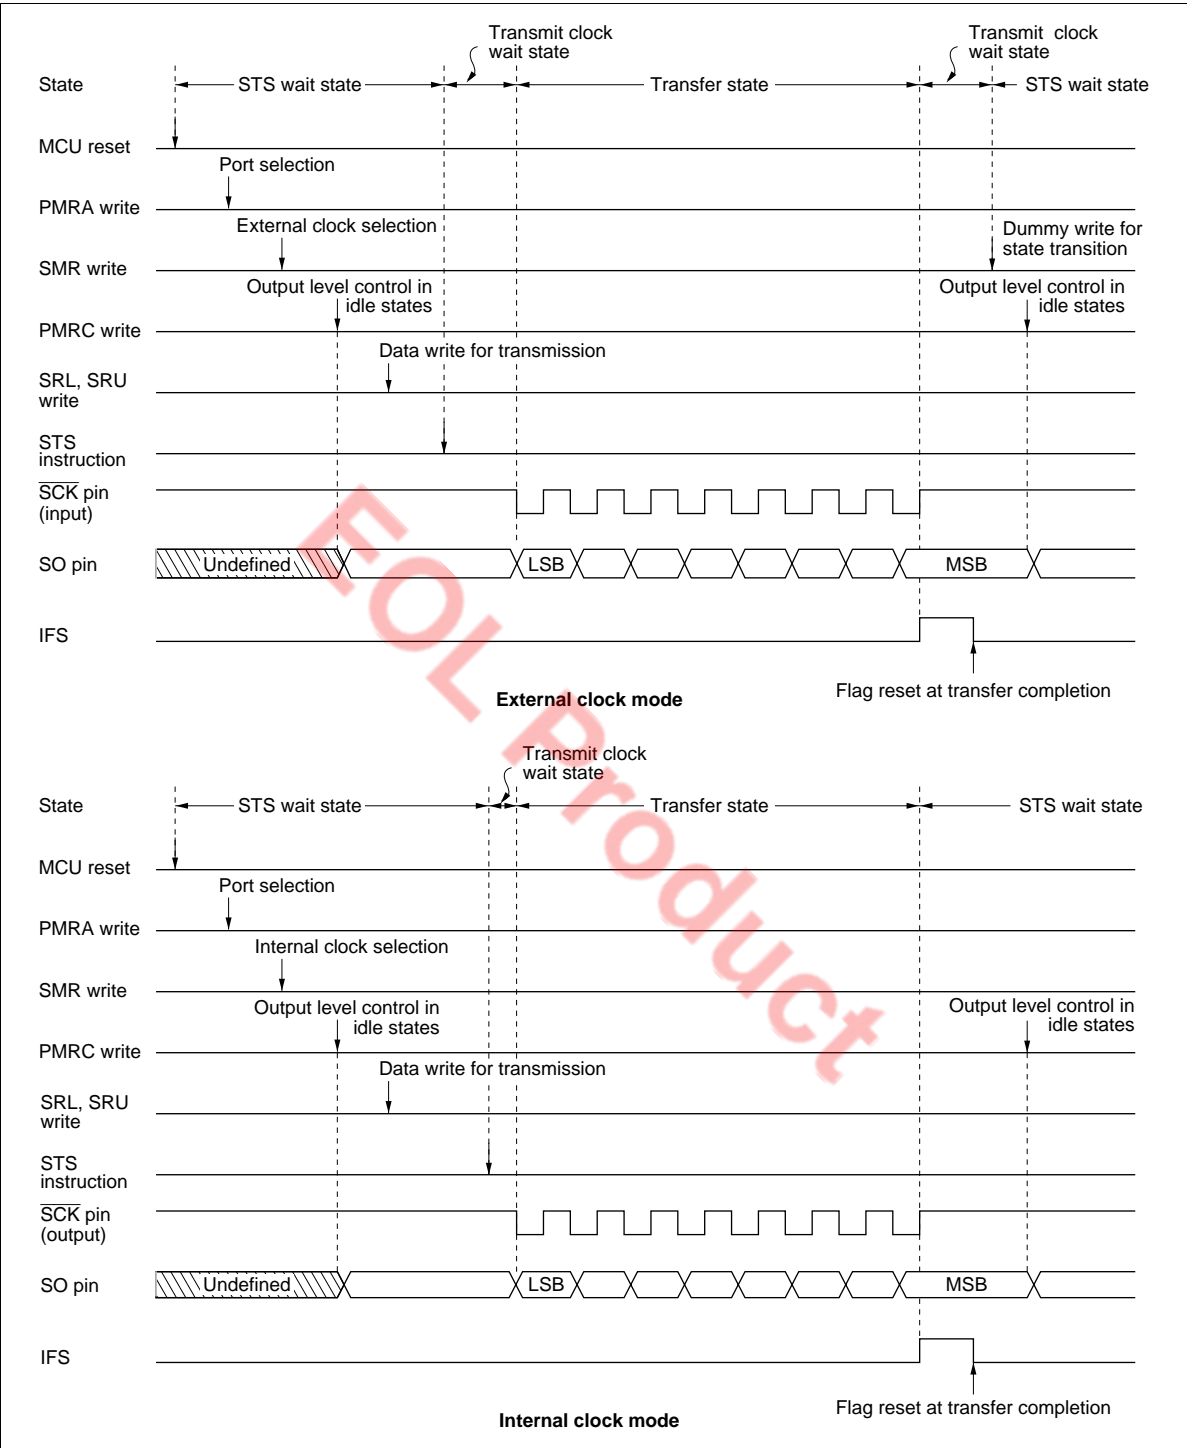 Transmit clock
wait state
Transmit clock
wait state
State
STS wait state
Transfer state
STS wait state
MCU reset
Port selection
PMRA write
External clock selection
Dummy write for
state transition
SMR write
Output level control in
idle states
Output level control in
idle states
PMRC write
Data write for transmission
SRL, SRU
write
STS
instruction
SCK pin
(input)
SO pin
Undefined
LSB
MSB
IFS
Flag reset at transfer completion
External clock mode
Transmit clock
wait state
State
STS wait state
Transfer state
STS wait state
MCU reset
Port selection
PMRA write
Internal clock selection
SMR write
Output level control in
idle states
Output level control in
idle states
PMRC write
Data write for transmission
SRL, SRU
write
STS
instruction
SCK pin
(output)
SO pin
Undefined
LSB
MSB
IFS
Flag reset at transfer completion
Internal clock mode
EOL Product